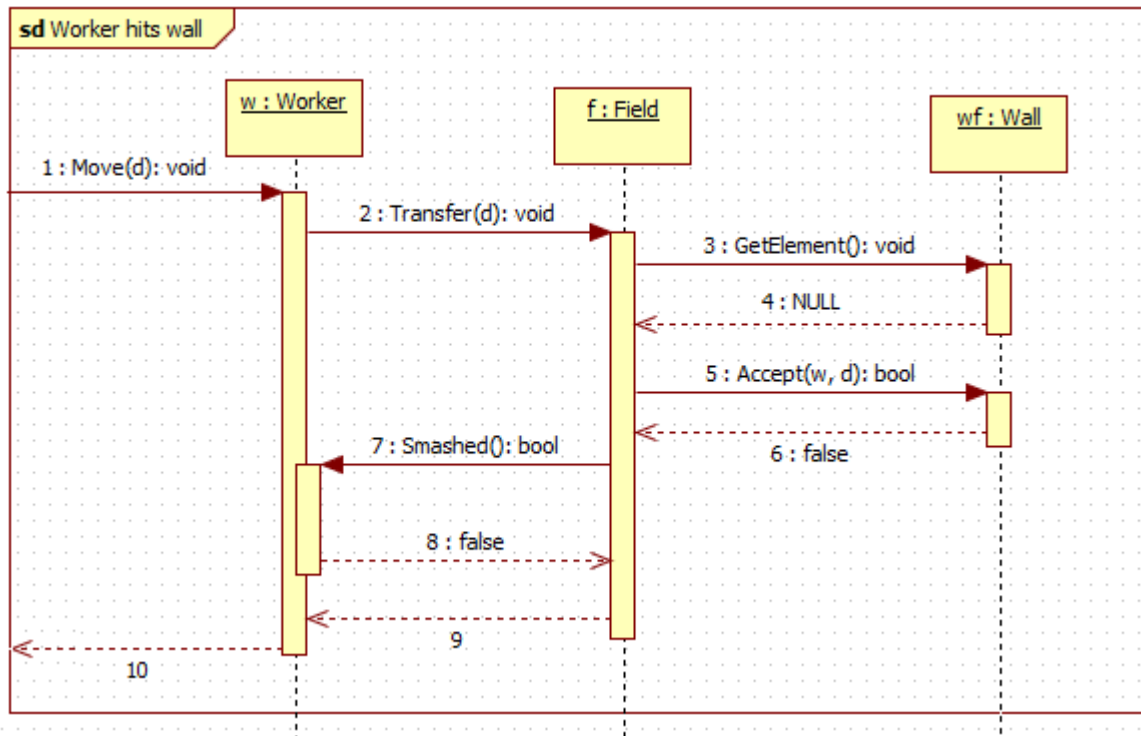 sd Worker hits wall
w : Worker
f : Field
wf : Wall
1 : Move(d): void
2 : Transfer(d): void
3 : GetElement(): void
4 : NULL
5 : Accept(w, d): bool
6 : false
7 : Smashed(): bool
8 : false
9
10